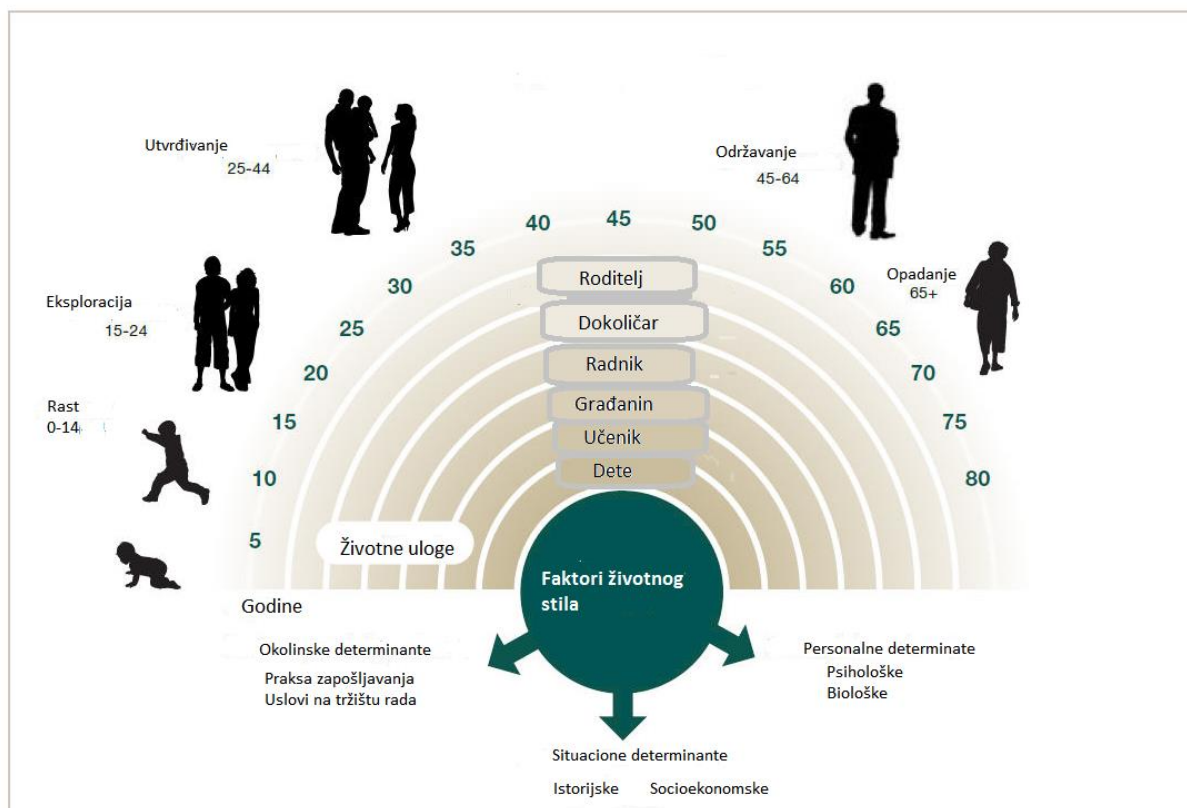 Utvrđivanje
25-44
Održavanje
45-64
Eksploracija
15-24
Opadanje
65+
Rast
0-14
5
10
15
20
25
30
35
40
45
50
55
60
65
70
75
80
Roditelj
Dokoličar
Radnik
Građanin
Učenik
Dete
Životne uloge
Godine
Faktori životnog
stila
Okolinske determinante
Praksa zapošljavanja
Uslovi na tržištu rada
Personalne determinate
Psihološke
Biološke
Situacione determinante
Istorijske Socioekonomske